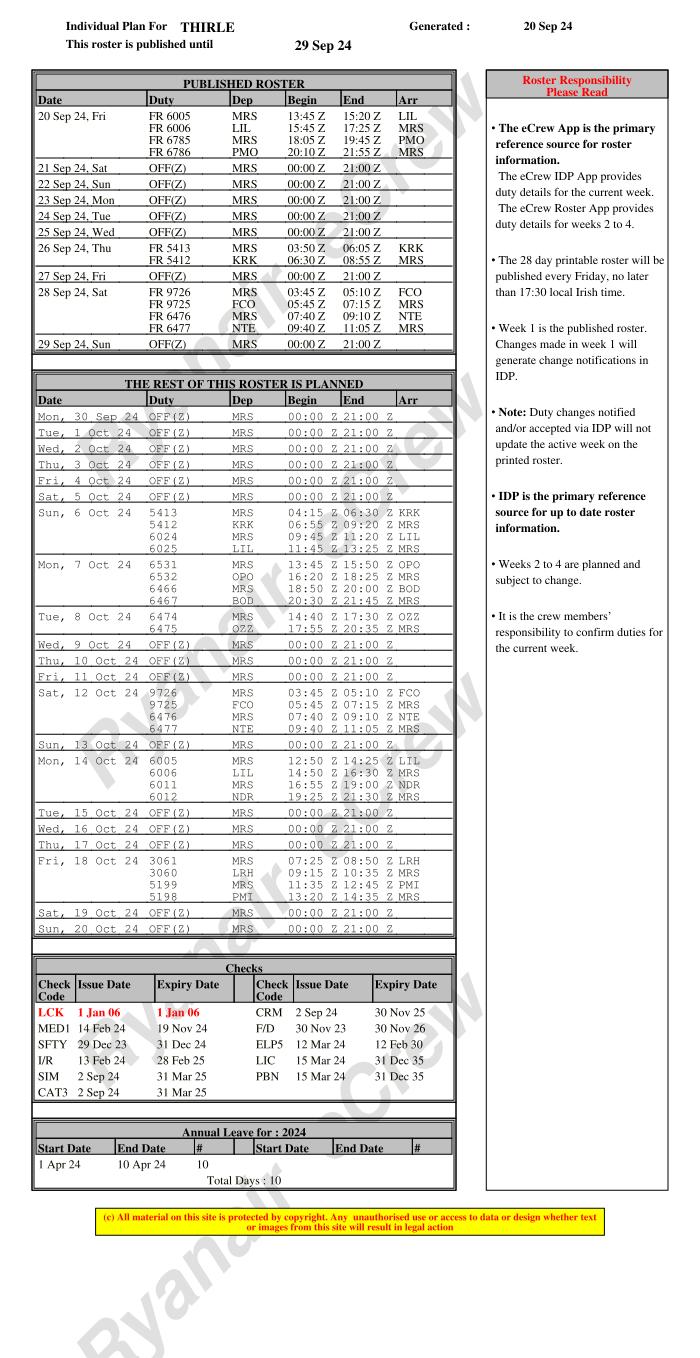 Individual Plan For THIRLE Generated : 20 Sep 24
This roster is published until 29 Sep 24
PUBLISHED ROSTER
Date Duty Dep Begin End Arr
20 Sep 24, Fri FR 6005 MRS 13:45 Z 15:20 Z LIL
FR 6006 LIL 15:45 Z 17:25 Z MRS
FR 6785 MRS 18:05 Z 19:45 Z PMO
FR 6786 PMO 20:10 Z 21:55 Z MRS
21 Sep 24, Sat OFF(Z) MRS 00:00 Z 21:00 Z
22 Sep 24, Sun OFF(Z) MRS 00:00 Z 21:00 Z
23 Sep 24, Mon OFF(Z) MRS 00:00 Z 21:00 Z
24 Sep 24, Tue OFF(Z) MRS 00:00 Z 21:00 Z
25 Sep 24, Wed OFF(Z) MRS 00:00 Z 21:00 Z
26 Sep 24, Thu FR 5413 MRS 03:50 Z 06:05 Z KRK
FR 5412 KRK 06:30 Z 08:55 Z MRS
27 Sep 24, Fri OFF(Z) MRS 00:00 Z 21:00 Z
28 Sep 24, Sat FR 9726 MRS 03:45 Z 05:10 Z FCO
FR 9725 FCO 05:45 Z 07:15 Z MRS
FR 6476 MRS 07:40 Z 09:10 Z NTE
FR 6477 NTE 09:40 Z 11:05 Z MRS
29 Sep 24, Sun OFF(Z) MRS 00:00 Z 21:00 Z
THE REST OF THIS ROSTER IS PLANNED
Date Duty Dep Begin End Arr
Mon, 30 Sep 24 OFF(Z) MRS 00:00 Z 21:00 Z
Tue, 1 Oct 24 OFF(Z) MRS 00:00 Z 21:00 Z
Wed, 2 Oct 24 OFF(Z) MRS 00:00 Z 21:00 Z
Thu, 3 Oct 24 OFF(Z) MRS 00:00 Z 21:00 Z
Fri, 4 Oct 24 OFF(Z) MRS 00:00 Z 21:00 Z
Sat, 5 Oct 24 OFF(Z) MRS 00:00 Z 21:00 Z
Sun, 6 Oct 24 5413 MRS 04:15 Z 06:30 Z KRK
5412 KRK 06:55 Z 09:20 Z MRS
6024 MRS 09:45 Z 11:20 Z LIL
6025 LIL 11:45 Z 13:25 Z MRS
Mon, 7 Oct 24 6531 MRS 13:45 Z 15:50 Z OPO
6532 OPO 16:20 Z 18:25 Z MRS
6466 MRS 18:50 Z 20:00 Z BOD
6467 BOD 20:30 Z 21:45 Z MRS
Tue, 8 Oct 24 6474 MRS 14:40 Z 17:30 Z OZZ
6475 OZZ 17:55 Z 20:35 Z MRS
Wed, 9 Oct 24 OFF(Z) MRS 00:00 Z 21:00 Z
Thu, 10 Oct 24 OFF(Z) MRS 00:00 Z 21:00 Z
Fri, 11 Oct 24 OFF(Z) MRS 00:00 Z 21:00 Z
Sat, 12 Oct 24 9726 MRS 03:45 Z 05:10 Z FCO
9725 FCO 05:45 Z 07:15 Z MRS
6476 MRS 07:40 Z 09:10 Z NTE
6477 NTE 09:40 Z 11:05 Z MRS
Sun, 13 Oct 24 OFF(Z) MRS 00:00 Z 21:00 Z
Mon, 14 Oct 24 6005 MRS 12:50 Z 14:25 Z LIL
6006 LIL 14:50 Z 16:30 Z MRS
6011 MRS 16:55 Z 19:00 Z NDR
6012 NDR 19:25 Z 21:30 Z MRS
Tue, 15 Oct 24 OFF(Z) MRS 00:00 Z 21:00 Z
Wed, 16 Oct 24 OFF(Z) MRS 00:00 Z 21:00 Z
Thu, 17 Oct 24 OFF(Z) MRS 00:00 Z 21:00 Z
Fri, 18 Oct 24 3061 MRS 07:25 Z 08:50 Z LRH
3060 LRH 09:15 Z 10:35 Z MRS
5199 MRS 11:35 Z 12:45 Z PMI
5198 PMI 13:20 Z 14:35 Z MRS
Sat, 19 Oct 24 OFF(Z) MRS 00:00 Z 21:00 Z
Sun, 20 Oct 24 OFF(Z) MRS 00:00 Z 21:00 Z
Checks
Check Code Issue Date Expiry Date Check Code Issue Date Expiry Date
LCK 1 Jan 06 1 Jan 06 CRM 2 Sep 24 30 Nov 25
MED1 14 Feb 24 19 Nov 24 F/D 30 Nov 23 30 Nov 26
SFTY 29 Dec 23 31 Dec 24 ELP5 12 Mar 24 12 Feb 30
I/R 13 Feb 24 28 Feb 25 LIC 15 Mar 24 31 Dec 35
SIM 2 Sep 24 31 Mar 25 PBN 15 Mar 24 31 Dec 35
CAT3 2 Sep 24 31 Mar 25
Annual Leave for : 2024
Start Date End Date # Start Date End Date #
1 Apr 24 10 Apr 24 10
Total Days : 10
Roster Responsibility
Please Read
• The eCrew App is the primary
reference source for roster
information.
The eCrew IDP App provides
duty details for the current week.
The eCrew Roster App provides
duty details for weeks 2 to 4.
• The 28 day printable roster will be
published every Friday, no later
than 17:30 local Irish time.
• Week 1 is the published roster.
Changes made in week 1 will
generate change notifications in
IDP.
• Note: Duty changes notified
and/or accepted via IDP will not
update the active week on the
printed roster.
• IDP is the primary reference
source for up to date roster
information.
• Weeks 2 to 4 are planned and
subject to change.
• It is the crew members’
responsibility to confirm duties for
the current week.
(c) All material on this site is protected by copyright. Any unauthorised use or access to data or design whether text
or images from this site will result in legal action
Ryanair eCrew
Ryanair eCrew
Ryanair eCrew
Ryanair eCrew